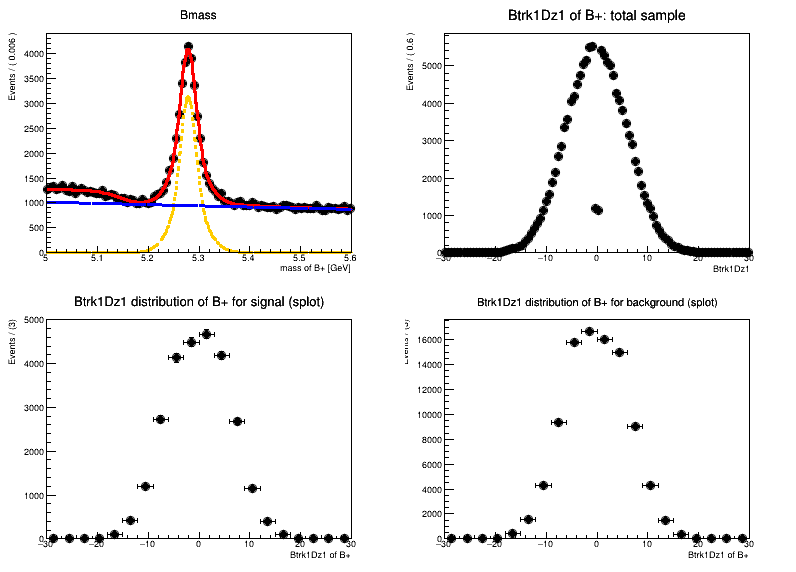 Bmass
Events / ( 0.006 )
4000
3500
3000
2500
2000
1500
1000
500
0
5 5.1 5.2 5.3 5.4 5.5 5.6
mass of B+ [GeV]
Btrk1Dz1 of B+: total sample
Events / ( 0.6 )
5000
4000
3000
2000
1000
0
−30 −20 −10 0 10 20 30
Btrk1Dz1
Btrk1Dz1 distribution of B+ for signal (splot)
Events / (3)
5000
4000
3000
2000
1000
0
−30 −20 −10 0 10 20 30
Btrk1Dz1 of B+
Btrk1Dz1 distribution of B+ for background (splot)
Events / (3)
16000
14000
12000
10000
8000
6000
4000
2000
0
−30 −20 −10 0 10 20 30
Btrk1Dz1 of B+